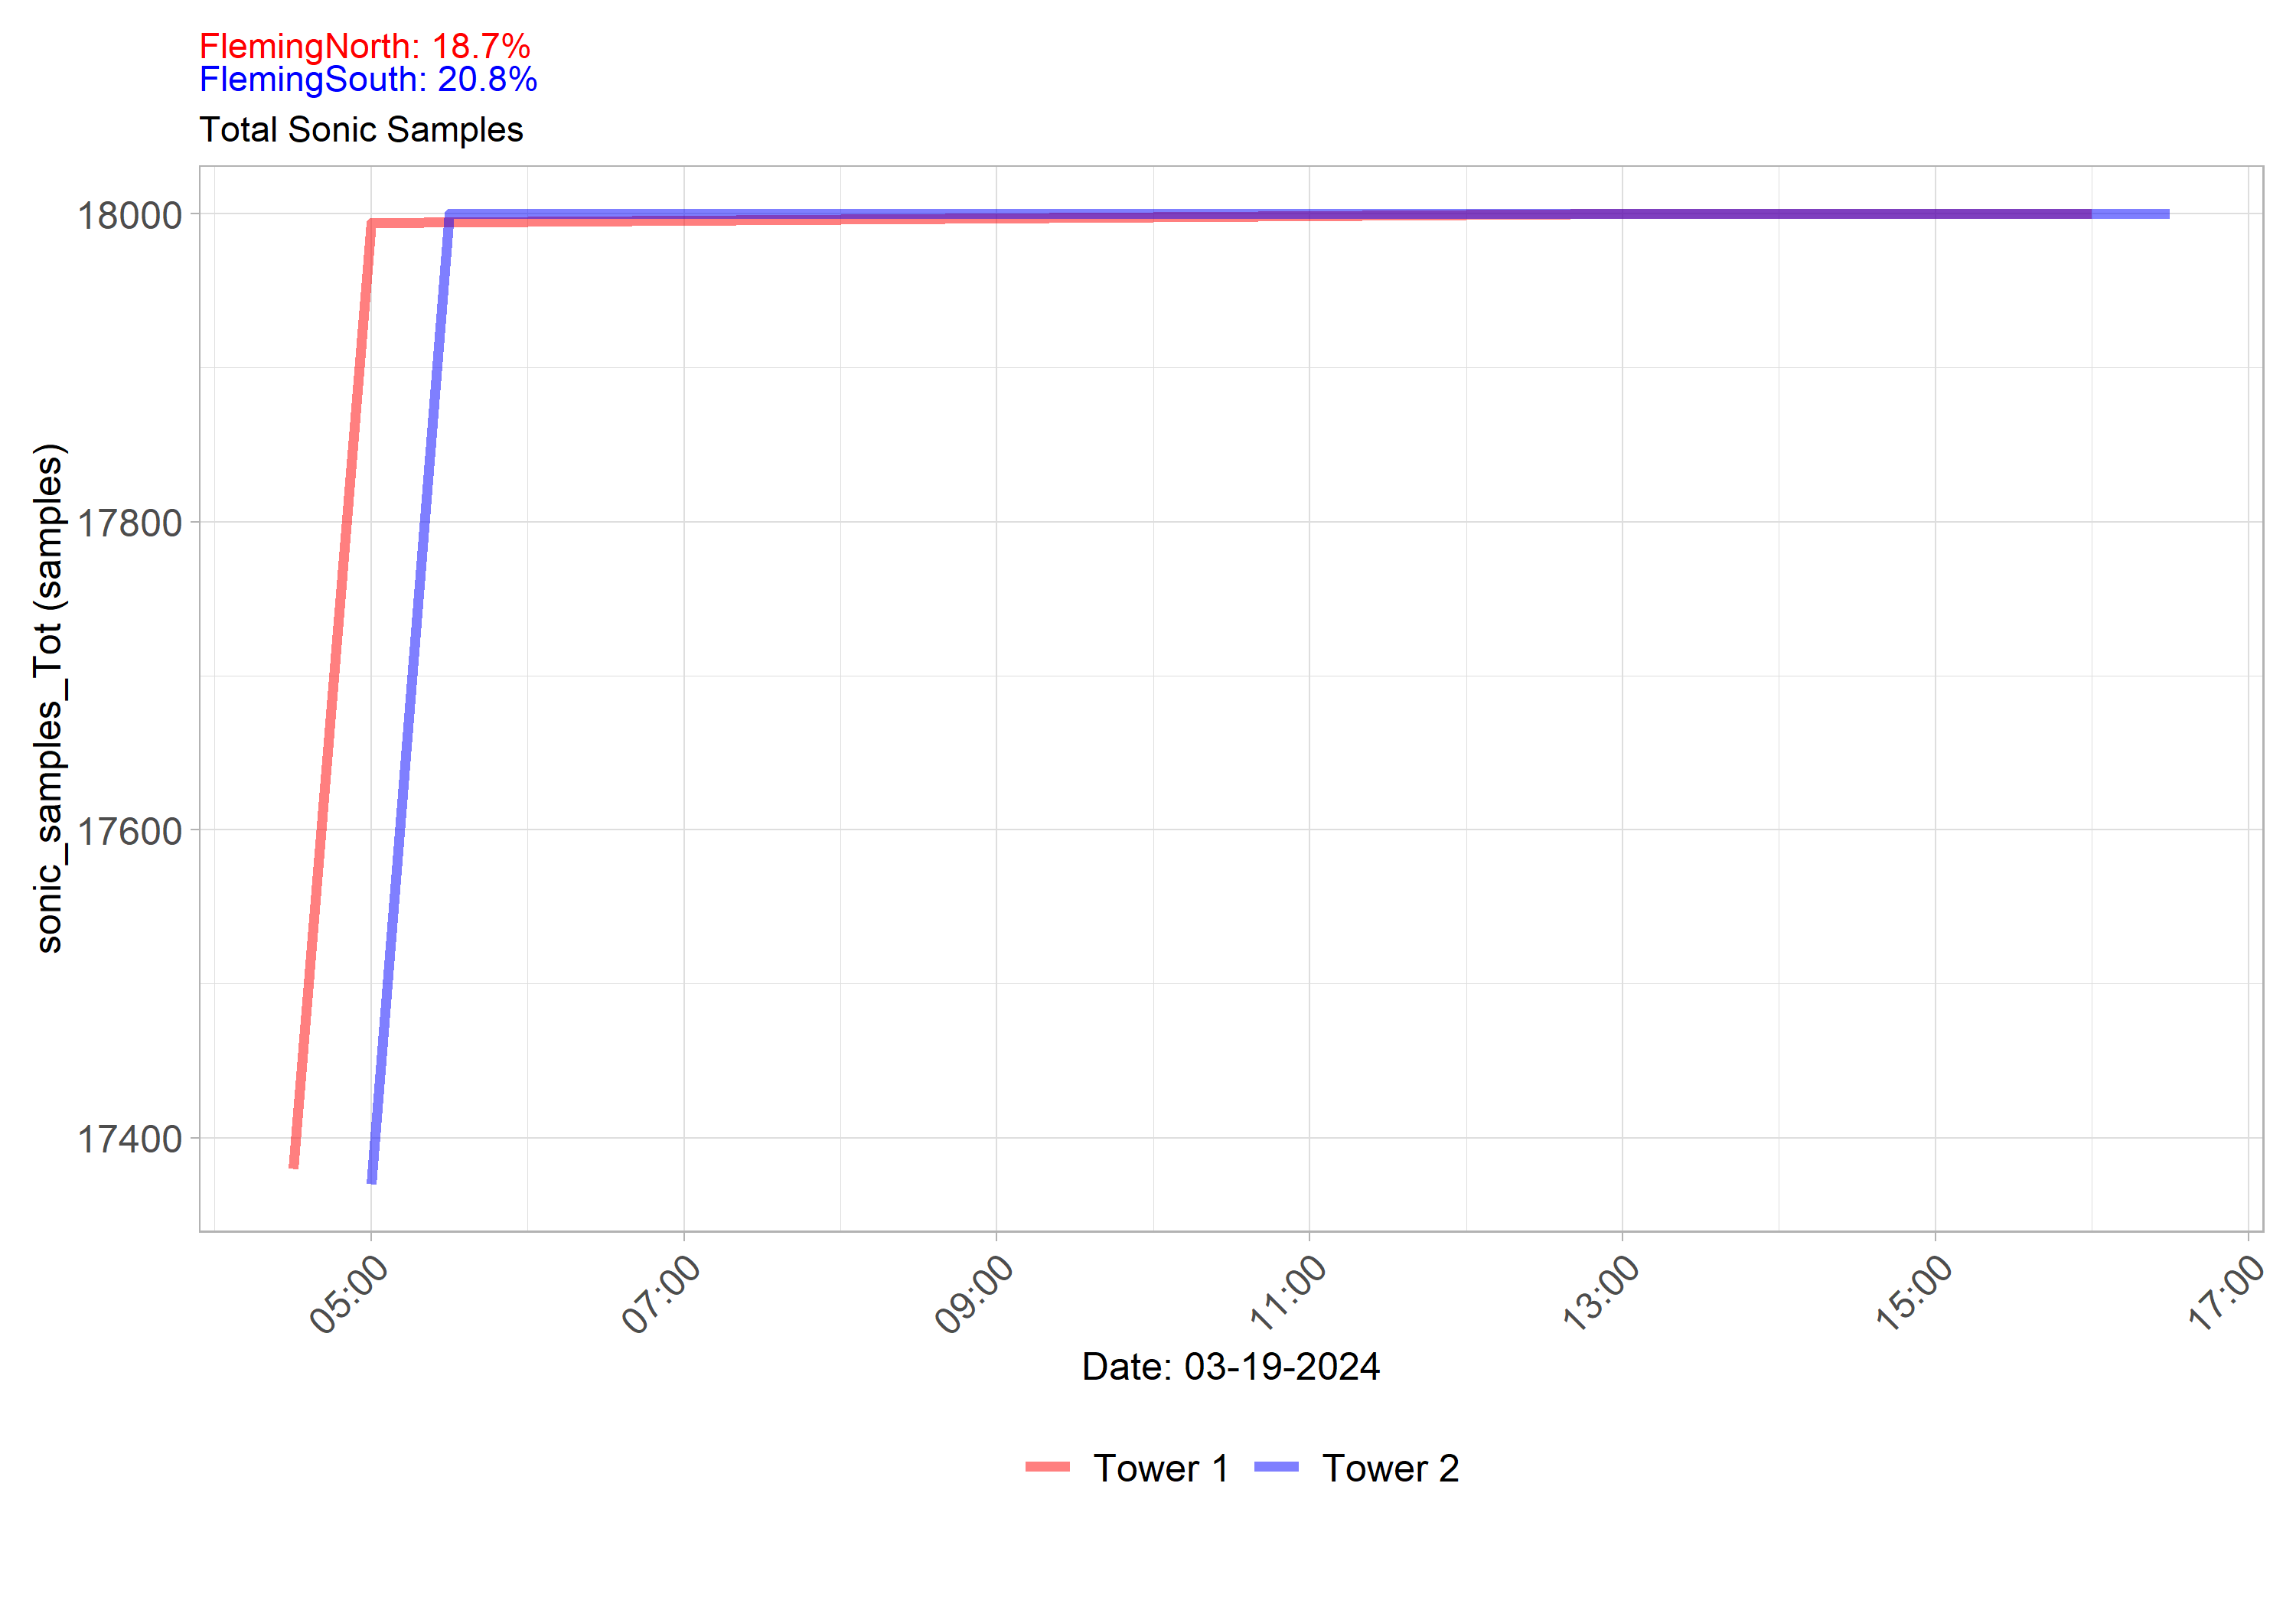 FlemingNorth: 18.7%
FlemingSouth: 20.8%
Total Sonic Samples
sonic_samples_Tot (samples)
18000
17800
17600
17400
05:00
07:00
09:00
11:00
13:00
15:00
17:00
Date: 03-19-2024
Tower 1
Tower 2